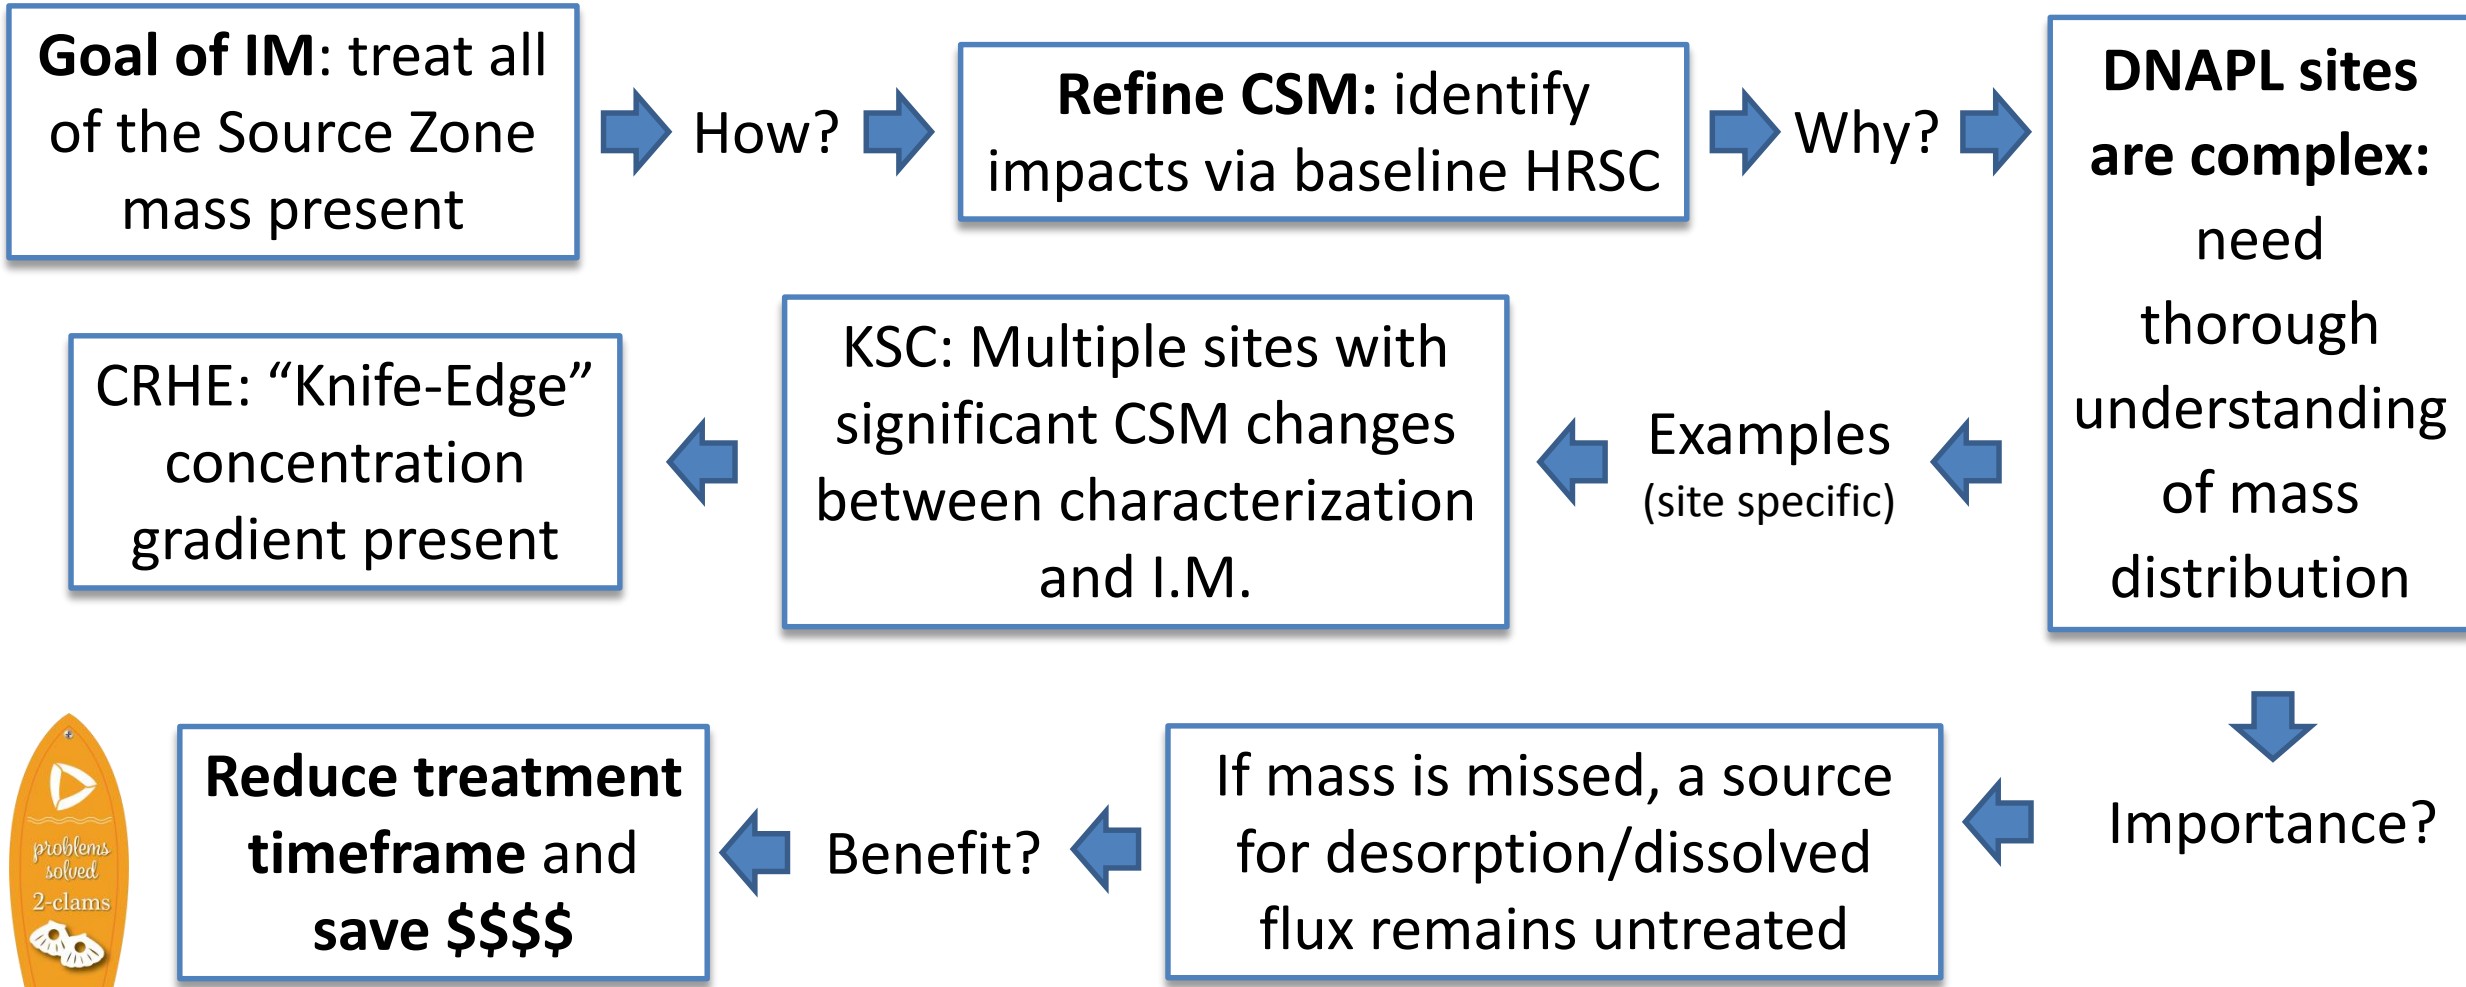 Goal of IM: treat all
of the Source Zone
mass present
How?
Refine CSM: identify
impacts via baseline HRSC
Why?
DNAPL sites
are complex:
need
thorough
understanding
of mass
distribution
Examples
(site specific)
KSC: Multiple sites with
significant CSM changes
between characterization
and I.M.
CRHE: “Knife-Edge”
concentration
gradient present
Importance?
If mass is missed, a source
for desorption/dissolved
flux remains untreated
Benefit?
Reduce treatment
timeframe and
save $$$$
problems
solved
2-clams